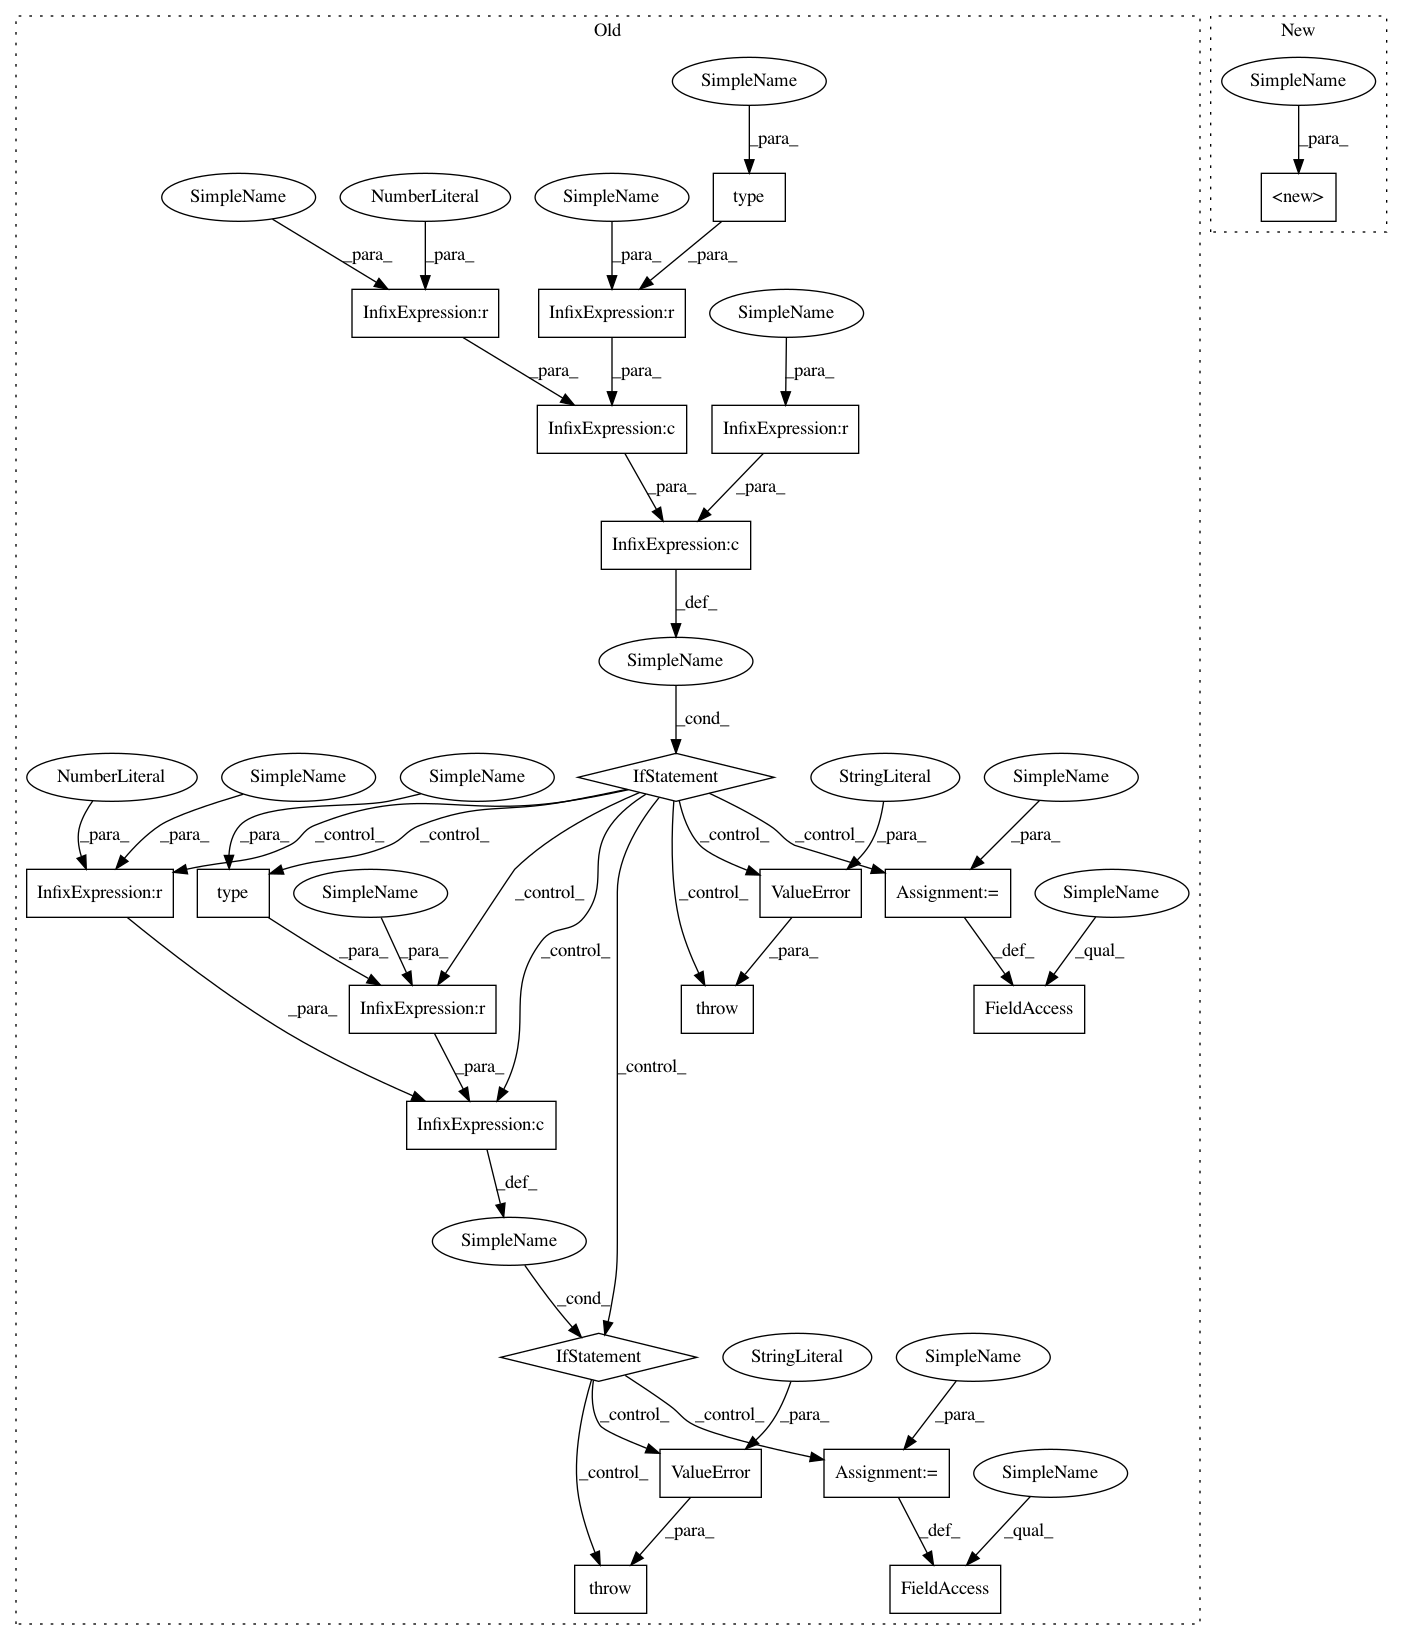 Old
New
SimpleName
SimpleName
_para_
_para_
SimpleName
NumberLiteral
SimpleName
type
<new>
_para_
_para_
_para_
_para_
InfixExpression:r
InfixExpression:r
SimpleName
_para_
_para_
_para_
InfixExpression:c
InfixExpression:r
_para_
_para_
InfixExpression:c
_def_
SimpleName
_cond_
NumberLiteral
SimpleName
SimpleName
IfStatement
StringLiteral
SimpleName
_para_
_para_
_control_
_para_
_control_
_control_
_para_
_control_
_para_
InfixExpression:r
type
SimpleName
_control_
_control_
ValueError
Assignment:=
SimpleName
_para_
_para_
_control_
_para_
_def_
_qual_
_para_
InfixExpression:r
throw
FieldAccess
_para_
_control_
InfixExpression:c
_def_
SimpleName
_cond_
IfStatement
StringLiteral
SimpleName
_control_
_control_
_para_
_para_
_control_
ValueError
Assignment:=
SimpleName
_para_
_def_
_qual_
throw
FieldAccess